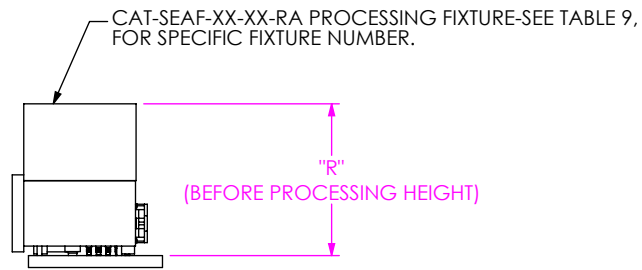 CAT-SEAF-XX-XX-RA PROCESSING FIXTURE-SEE TABLE 9,
FOR SPECIFIC FIXTURE NUMBER.
"R"
(BEFORE PROCESSING HEIGHT)